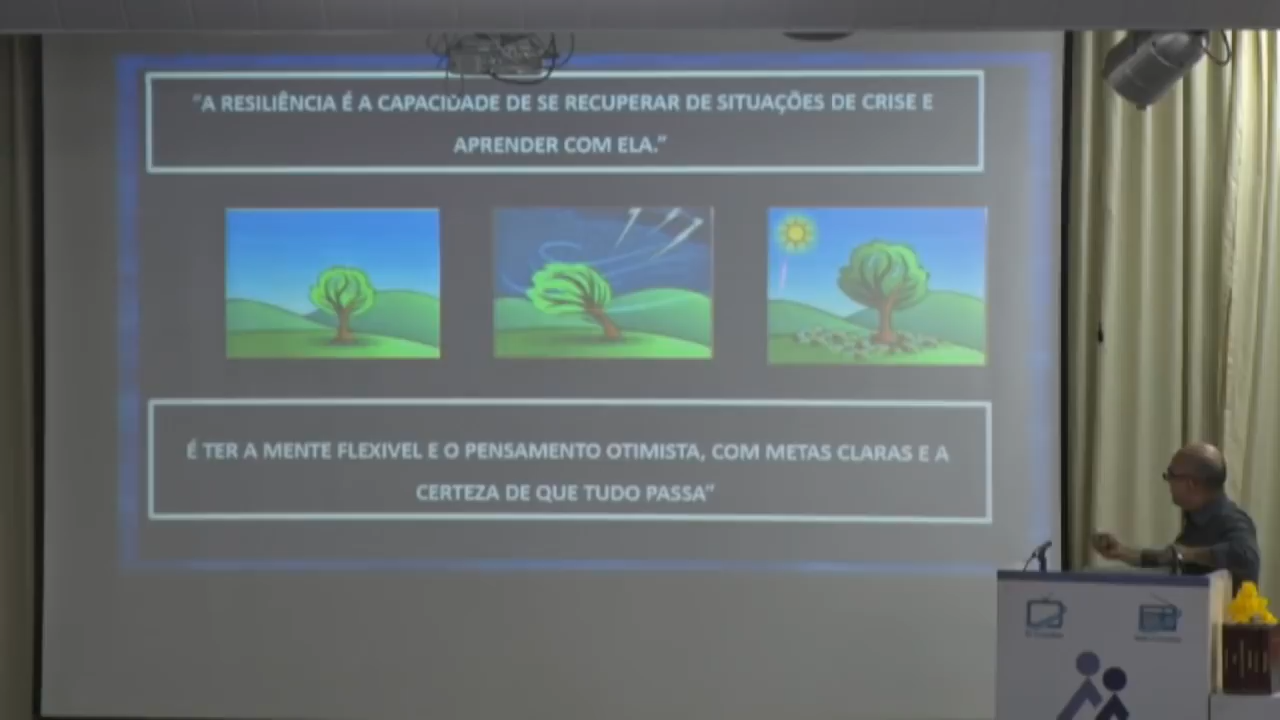 "A RESILIÊNCIA É A CAPACIDADE DE SE RECUPERAR DE SITUAÇÕES DE CRISE E
APRENDER COM ELA."
É TER A MENTE FLEXIVEL E O PENSAMENTO OTIMISTA, COM METAS CLARAS E A
CERTEZA DE QUE TUDO PASSA"